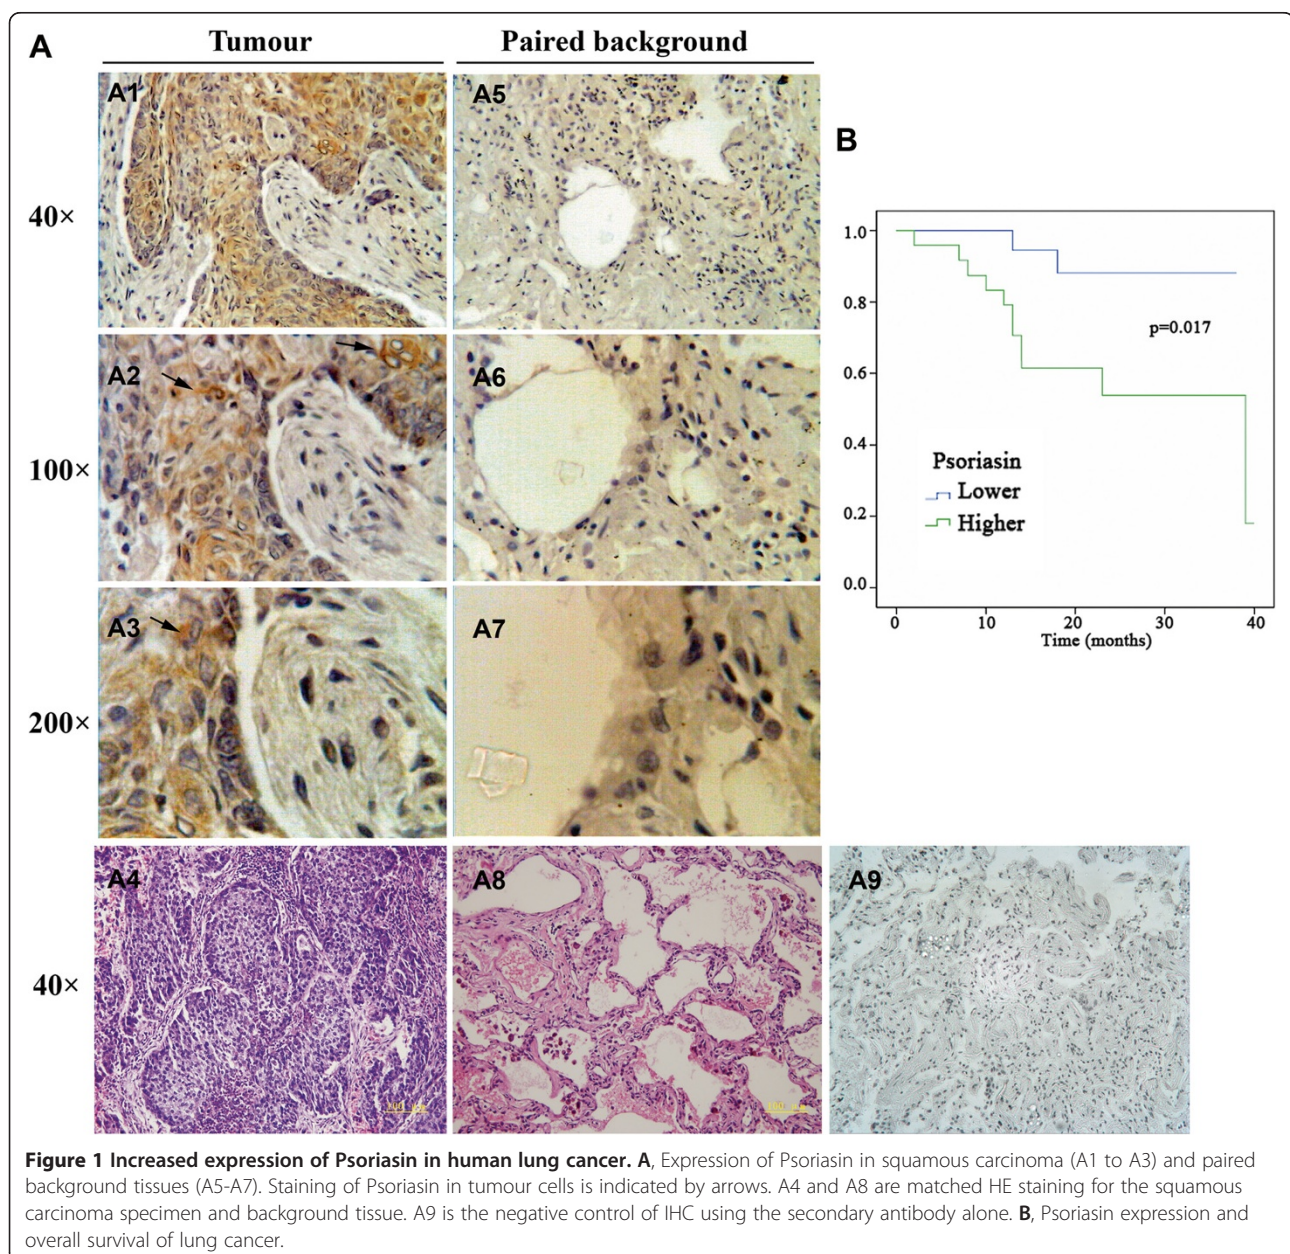 A
Tumour
Paired background
A1
A5
40×
B
A2
A6
100×
A3
A7
200×
A4
A8
A9
40×
100 µm
100 µm
1.0
0.8
0.6
0.4
0.2
0.0
p=0.017
Psoriasin
Lower
Higher
0 10 20 30 40
Time (months)
Figure 1 Increased expression of Psoriasin in human lung cancer. A, Expression of Psoriasin in squamous carcinoma (A1 to A3) and paired
background tissues (A5-A7). Staining of Psoriasin in tumour cells is indicated by arrows. A4 and A8 are matched HE staining for the squamous
carcinoma specimen and background tissue. A9 is the negative control of IHC using the secondary antibody alone. B, Psoriasin expression and
overall survival of lung cancer.